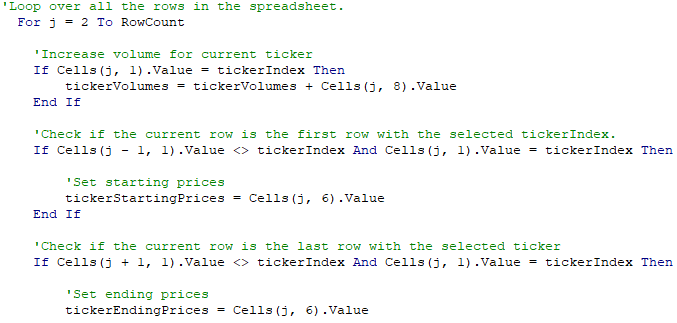 'Loop over all the rows in the spreadsheet.
For j = 2 To RowCount
'Increase volume for current ticker
If Cells(j, 1).Value = tickerIndex Then
tickerVolumes = tickerVolumes + Cells(j, 8).Value
End If
'Check if the current row is the first row with the selected tickerIndex.
If Cells(j - 1, 1).Value <> tickerIndex And Cells(j, 1).Value = tickerIndex Then
'Set starting prices
tickerStartingPrices = Cells(j, 6).Value
End If
'Check if the current row is the last row with the selected ticker
If Cells(j + 1, 1).Value <> tickerIndex And Cells(j, 1).Value = tickerIndex Then
'Set ending prices
tickerEndingPrices = Cells(j, 6).Value